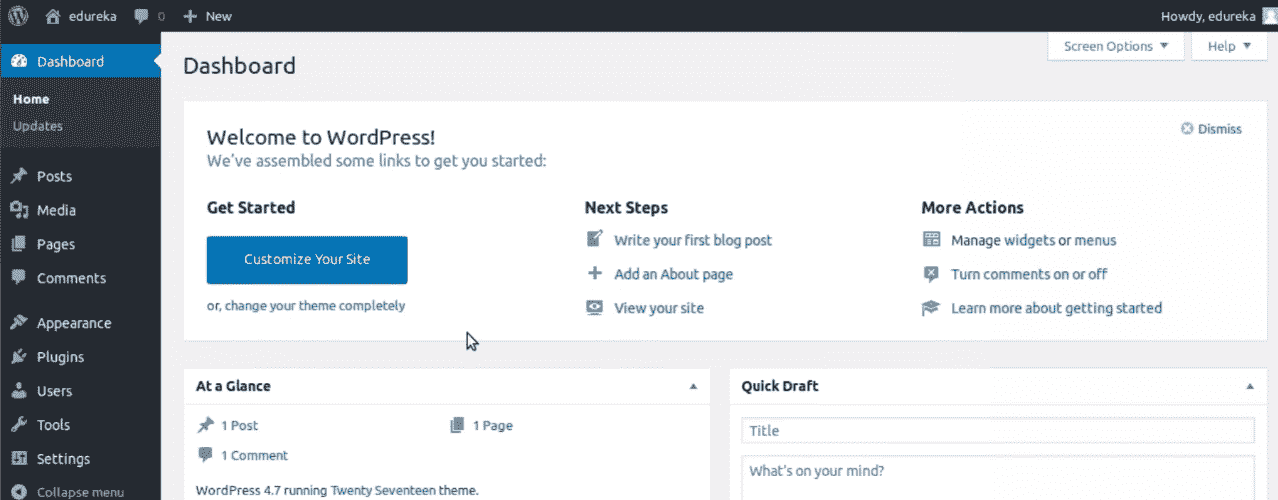 edureka 0 New Howdy, edureka
Screen Options Help
Dashboard
Home
Updates
Posts
Media
Pages
Comments
Appearance
Plugins
Users
Tools
Settings
Collapse menu
Dashboard
Welcome to WordPress!
Dismiss
We've assembled some links to get you started:
Get Started
Customize Your Site
or, change your theme completely
Next Steps
Write your first blog post
Add an About page
View your site
More Actions
Manage widgets or menus
Turn comments on or off
Learn more about getting started
At a Glance
1 Post
1 Page
1 Comment
WordPress 4.7 running Twenty Seventeen theme.
Quick Draft
Title
What's on your mind?